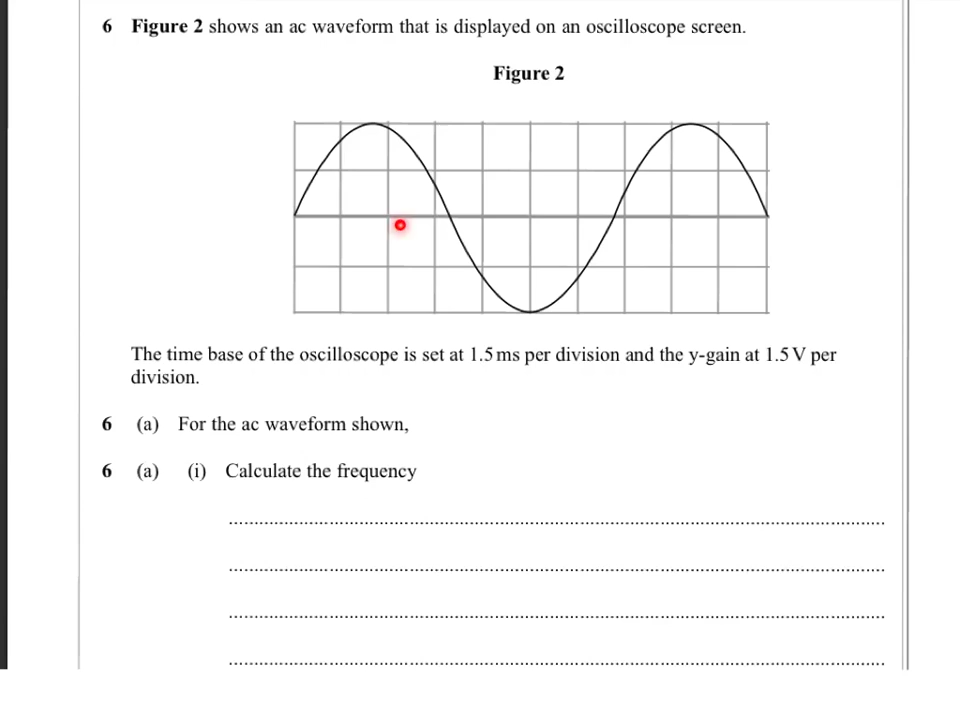 6 Figure 2 shows an ac waveform that is displayed on an oscilloscope screen.
Figure 2
The time base of the oscilloscope is set at 1.5 ms per division and the y-gain at 1.5 V per
division.
6 (a) For the ac waveform shown,
6 (a) (i) Calculate the frequency